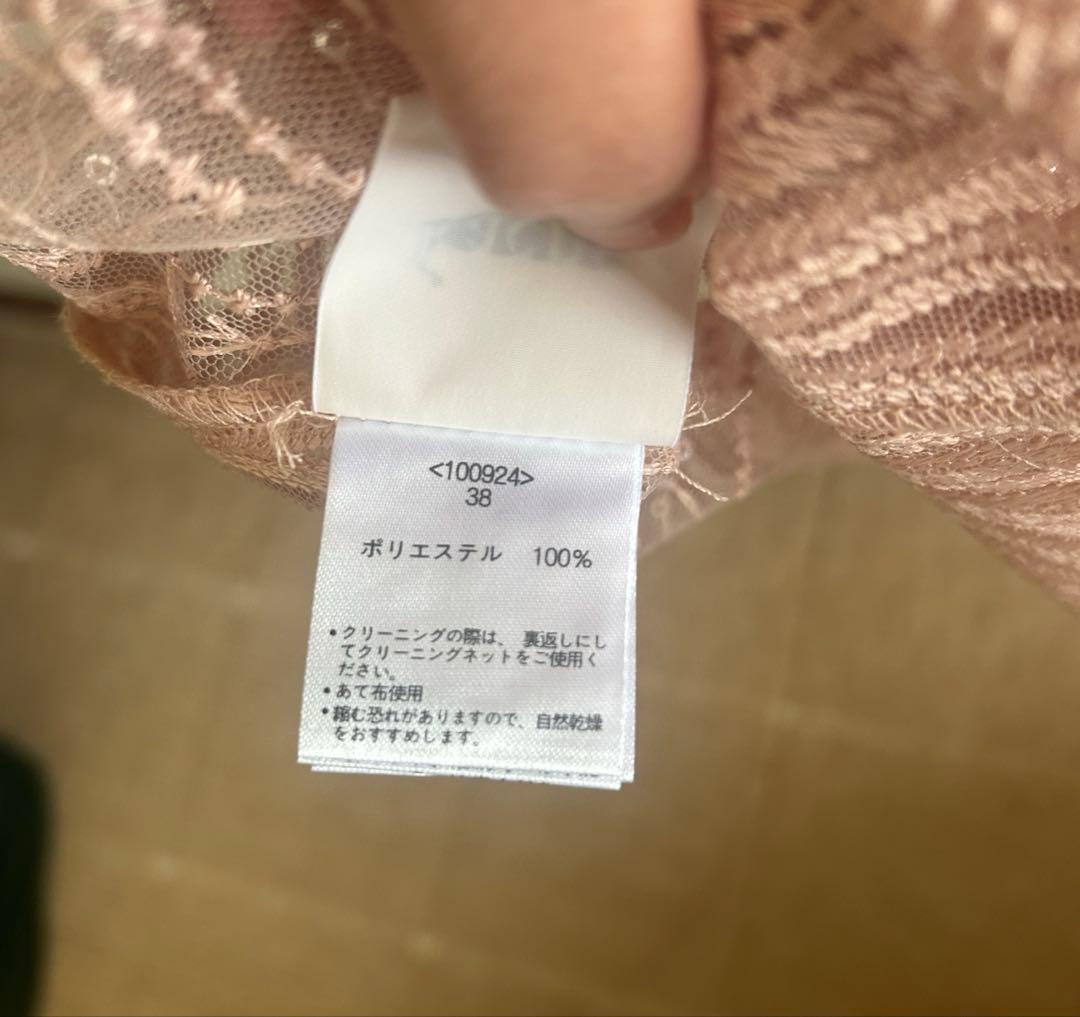 <100924>
38
ポリエステル 100%
•クリーニングの際は、裏返しにし
てクリーニングネットをご使用く
ださい。
•あて布使用
•縮む恐れがありますので、自然乾燥
をおすすめします。